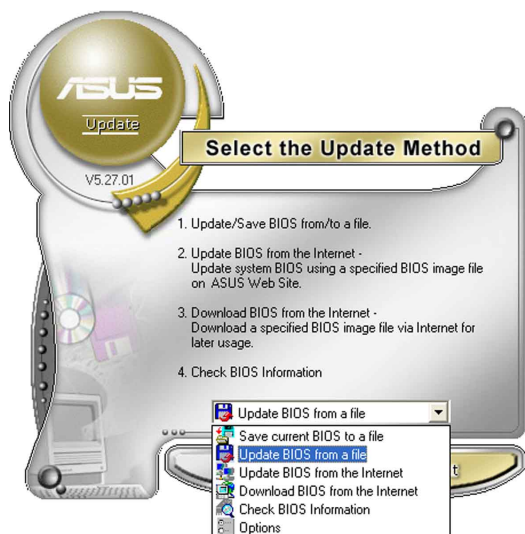 ASUS
Update
V5.27.01
Select the Update Method
1. Update/Save BIOS from/to a file.
2. Update BIOS from the Internet -
Update system BIOS using a specified BIOS image file
on ASUS Web Site.
3. Download BIOS from the Internet -
Download a specified BIOS image file via Internet for
later usage.
4. Check BIOS Information
Update BIOS from a file
Save current BIOS to a file
Update BIOS from a file
Update BIOS from the Internet
Download BIOS from the Internet
Check BIOS Information
Options